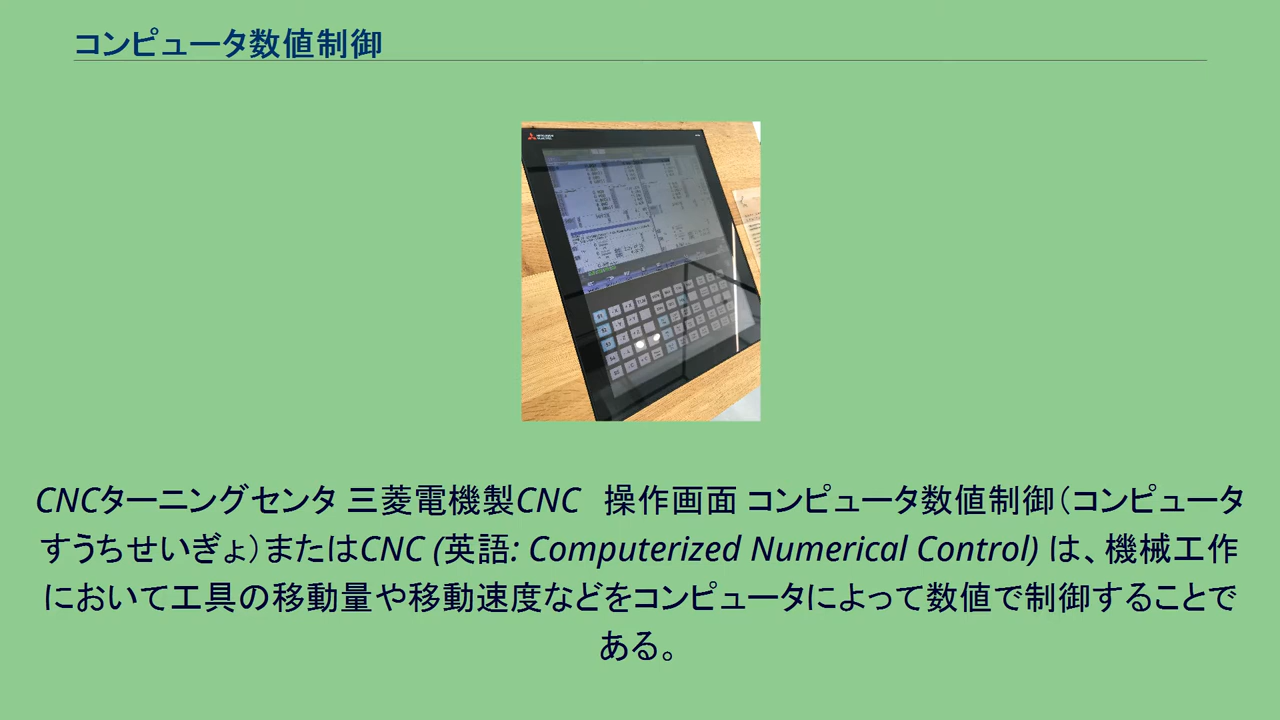 コンピュータ数値制御
CNCターニングセンタ 三菱電機製CNC　操作画面 コンピュータ数値制御（コンピュータ
すうちせいぎょ）またはCNC (英語: Computerized Numerical Control) は、機械工作
において工具の移動量や移動速度などをコンピュータによって数値で制御することで
ある。